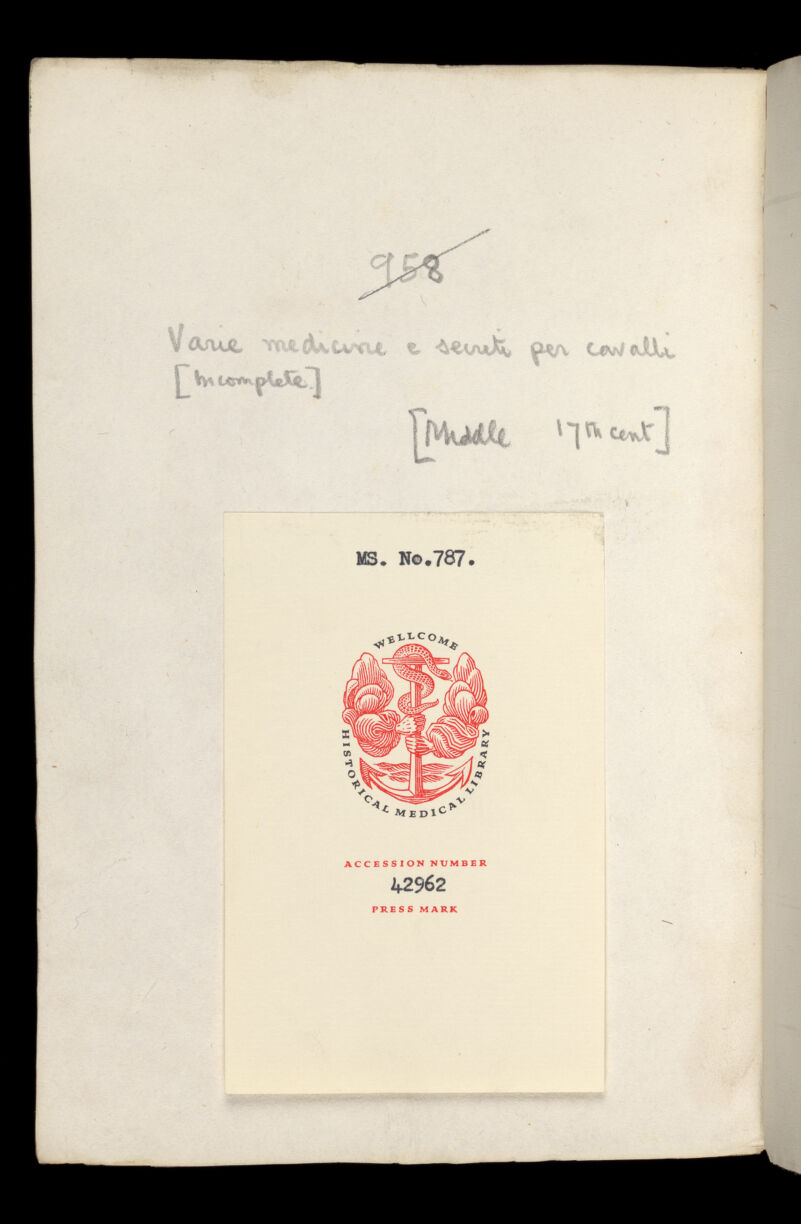 958
Varie medicine e secreti per cavalli
[Incomplete]
[Middle 17th cent]
MS. No.787.
WELLCOME
HISTORICAL MEDICAL LIBRARY
ACCESSION NUMBER
42962
PRESS MARK